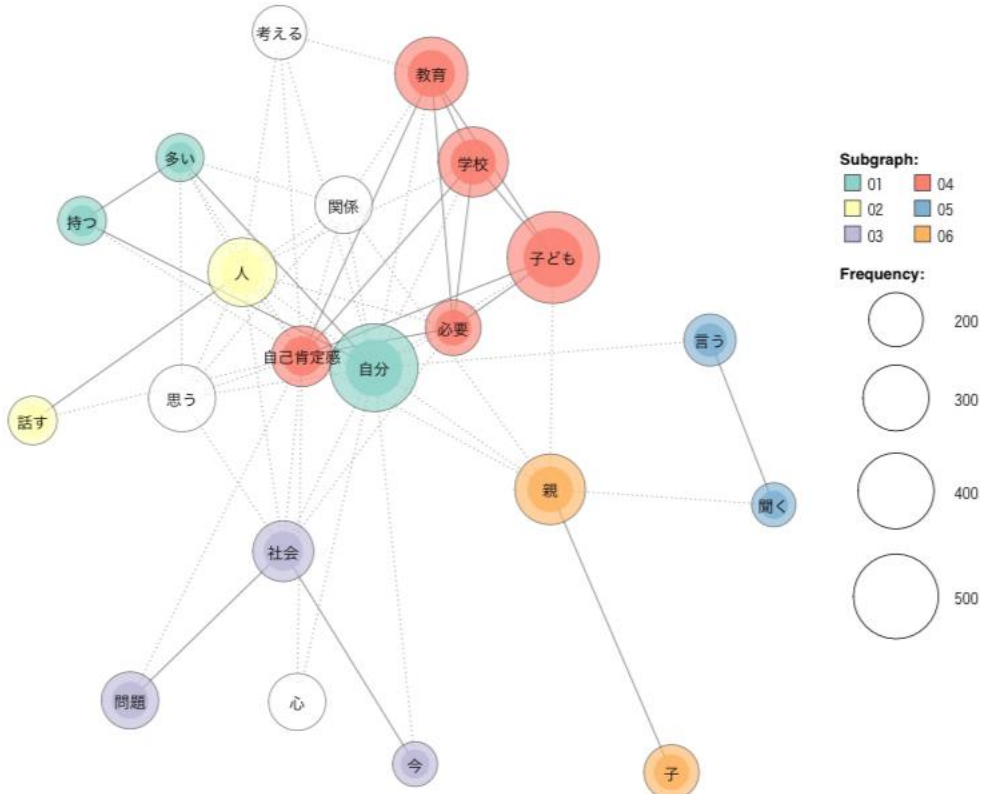 考える
教育
多い
学校
持つ
関係
人
子ども
必要
自己肯定感
自分
言う
思う
話す
親
聞く
社会
問題
心
今
子
Subgraph:
01 04
02 05
03 06
Frequency:
200
300
400
500